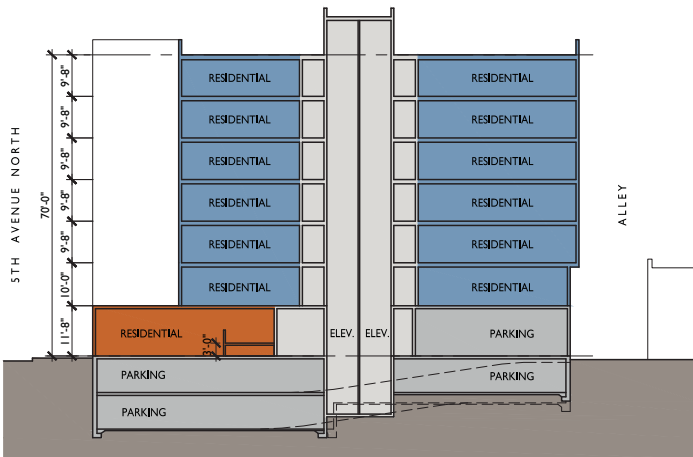 5TH AVENUE NORTH
70'-0"
9'-8"
9'-8"
9'-8"
9'-8"
9'-8"
10'-0"
11'-8"
RESIDENTIAL RESIDENTIAL
RESIDENTIAL RESIDENTIAL
RESIDENTIAL RESIDENTIAL
RESIDENTIAL RESIDENTIAL
RESIDENTIAL RESIDENTIAL
RESIDENTIAL RESIDENTIAL
RESIDENTIAL 3'-0" ELEV. ELEV. PARKING
PARKING PARKING
PARKING
ALLEY